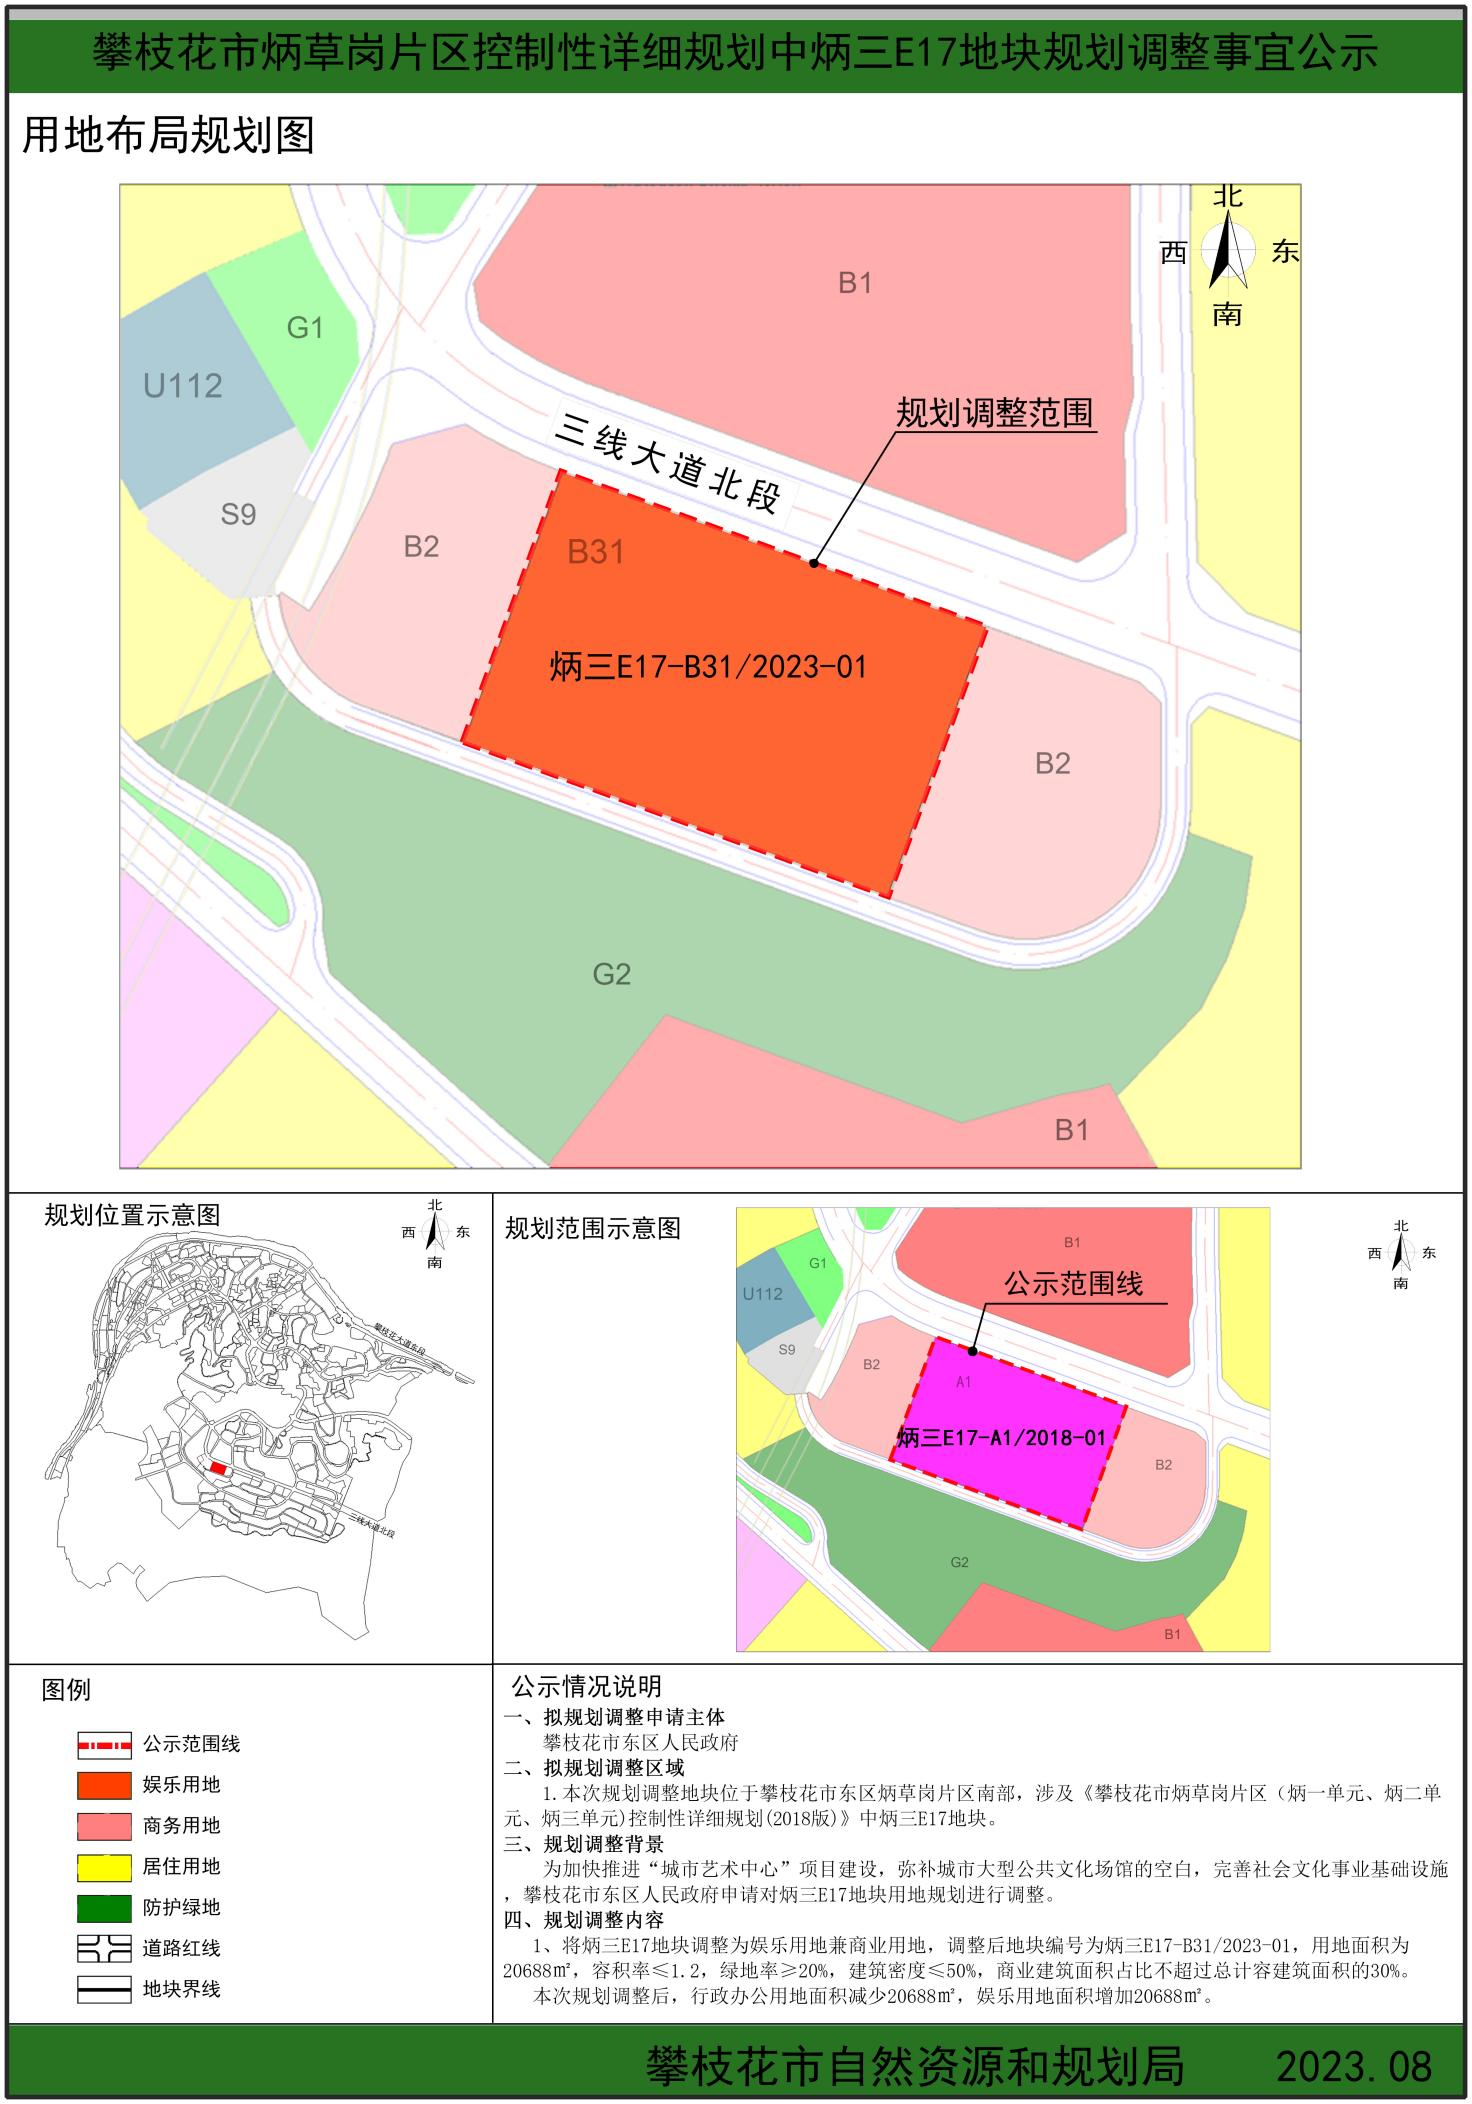 攀枝花市炳草岗片区控制性详细规划中炳三E17地块规划调整事宜公示
用地布局规划图
北
西
东
南
B1
G1
U112
规划调整范围
三线大道北段
S9
B2
B31
炳三E17-B31/2023-01
B2
G2
B1
规划位置示意图
北
西
东
南
攀枝花大道东段
三线大道北段
规划范围示意图
北
西
东
南
B1
G1
公示范围线
U112
S9
B2
A1
炳三E17-A1/2018-01
B2
G2
B1
图例
公示范围线
娱乐用地
商务用地
居住用地
防护绿地
道路红线
地块界线
公示情况说明
一、拟规划调整申请主体
攀枝花市东区人民政府
二、拟规划调整区域
1.本次规划调整地块位于攀枝花市东区炳草岗片区南部，涉及《攀枝花市炳草岗片区（炳一单元、炳二单
元、炳三单元)控制性详细规划(2018版)》中炳三E17地块。
三、规划调整背景
为加快推进“城市艺术中心”项目建设，弥补城市大型公共文化场馆的空白，完善社会文化事业基础设施
，攀枝花市东区人民政府申请对炳三E17地块用地规划进行调整。
四、规划调整内容
1、将炳三E17地块调整为娱乐用地兼商业用地，调整后地块编号为炳三E17-B31/2023-01，用地面积为
20688㎡，容积率≤1.2，绿地率≥20%，建筑密度≤50%，商业建筑面积占比不超过总计容建筑面积的30%。
本次规划调整后，行政办公用地面积减少20688㎡，娱乐用地面积增加20688㎡。
攀枝花市自然资源和规划局 2023.08